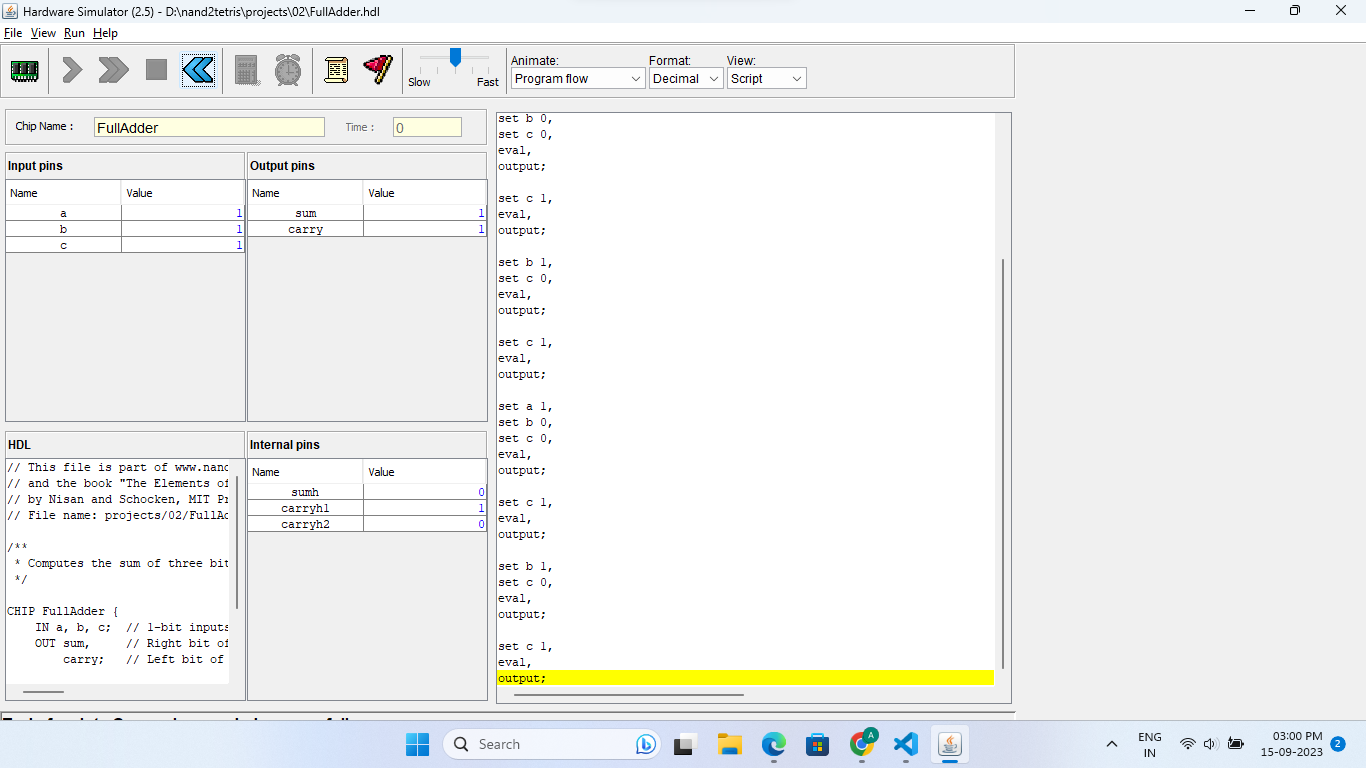 Hardware Simulator (2.5) - D:\nand2tetris\projects\02\FullAdder.hdl
File View Run Help
Slow Fast
Animate: Format: View:
Program flow Decimal Script
Chip Name : FullAdder Time : 0
Input pins
Name Value
a 1
b 1
c 1
Output pins
Name Value
sum 1
carry 1
HDL
// This file is part of www.nand
// and the book "The Elements of
// by Nisan and Schocken, MIT Pr
// File name: projects/02/FullAd
/**
* Computes the sum of three bit
*/
CHIP FullAdder {
IN a, b, c; // 1-bit inputs
OUT sum, // Right bit of
carry; // Left bit of
Internal pins
Name Value
sumh 0
carryh1 1
carryh2 0
set b 0,
set c 0,
eval,
output;
set c 1,
eval,
output;
set b 1,
set c 0,
eval,
output;
set c 1,
eval,
output;
set a 1,
set b 0,
set c 0,
eval,
output;
set c 1,
eval,
output;
set b 1,
set c 0,
eval,
output;
set c 1,
eval,
output;
Search
A
ENG
IN
03:00 PM
15-09-2023
2